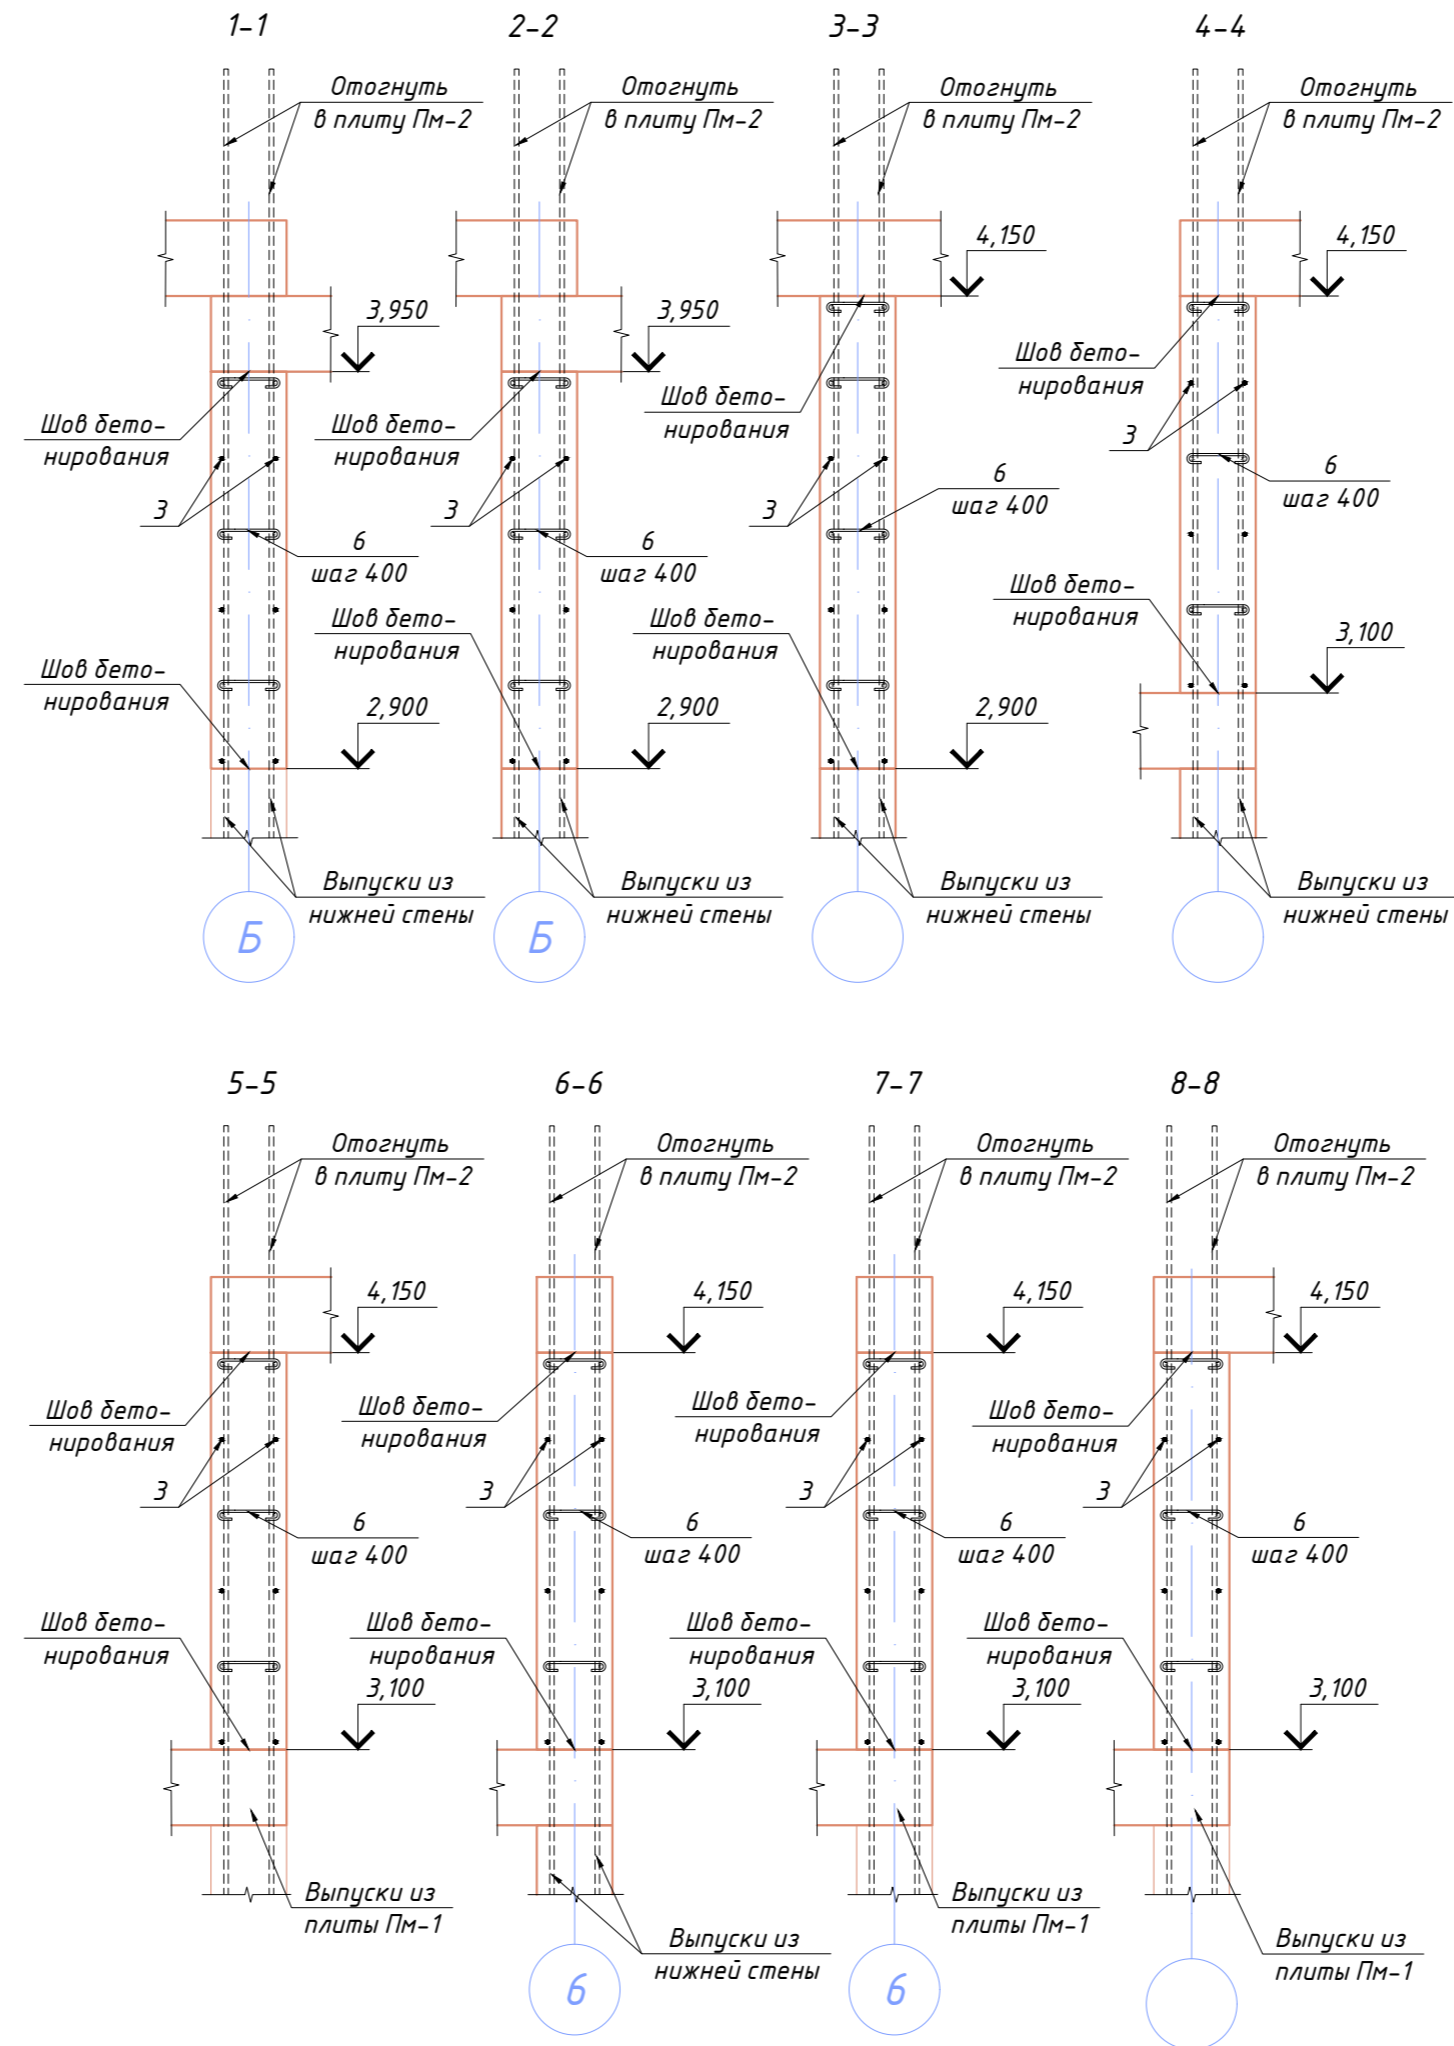 1-1
Отогнуть
в плиту Пм-2
3,950
Шов бето-
нирования
3
6
шаг 400
Шов бето-
нирования
2,900
Выпуски из
нижней стены
Б
2-2
Отогнуть
в плиту Пм-2
3,950
Шов бето-
нирования
3
6
шаг 400
Шов бето-
нирования
2,900
Выпуски из
нижней стены
Б
3-3
Отогнуть
в плиту Пм-2
4,150
Шов бето-
нирования
3
6
шаг 400
Шов бето-
нирования
2,900
Выпуски из
нижней стены
4-4
Отогнуть
в плиту Пм-2
4,150
Шов бето-
нирования
3
6
шаг 400
Шов бето-
нирования
3,100
Выпуски из
нижней стены
5-5
Отогнуть
в плиту Пм-2
4,150
Шов бето-
нирования
3
6
шаг 400
Шов бето-
нирования
3,100
Выпуски из
плиты Пм-1
6-6
Отогнуть
в плиту Пм-2
4,150
Шов бето-
нирования
3
6
шаг 400
Шов бето-
нирования
3,100
Выпуски из
нижней стены
6
7-7
Отогнуть
в плиту Пм-2
4,150
Шов бето-
нирования
3
6
шаг 400
Шов бето-
нирования
3,100
Выпуски из
плиты Пм-1
6
8-8
Отогнуть
в плиту Пм-2
4,150
Шов бето-
нирования
3
6
шаг 400
Шов бето-
нирования
3,100
Выпуски из
плиты Пм-1